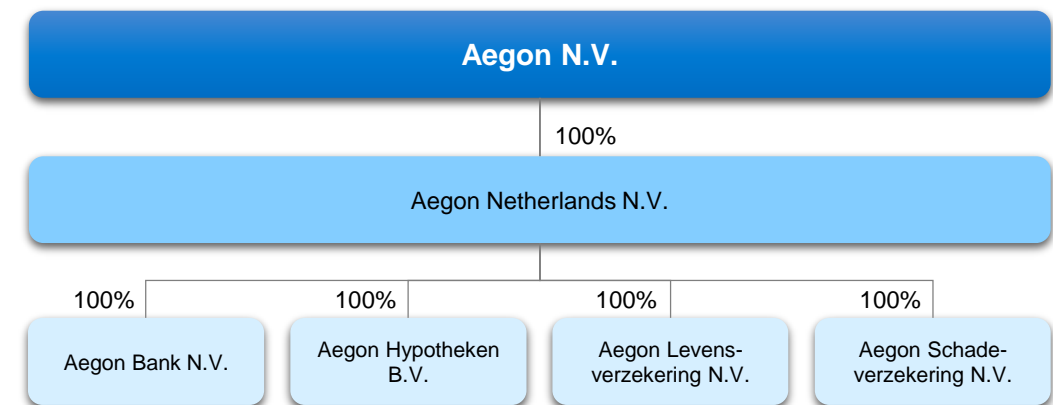 Aegon N.V.
100%
Aegon Netherlands N.V.
100%
100%
100%
100%
Aegon Bank N.V.
Aegon Hypotheken
B.V.
Aegon Levens-
verzekering N.V.
Aegon Schade-
verzekering N.V.